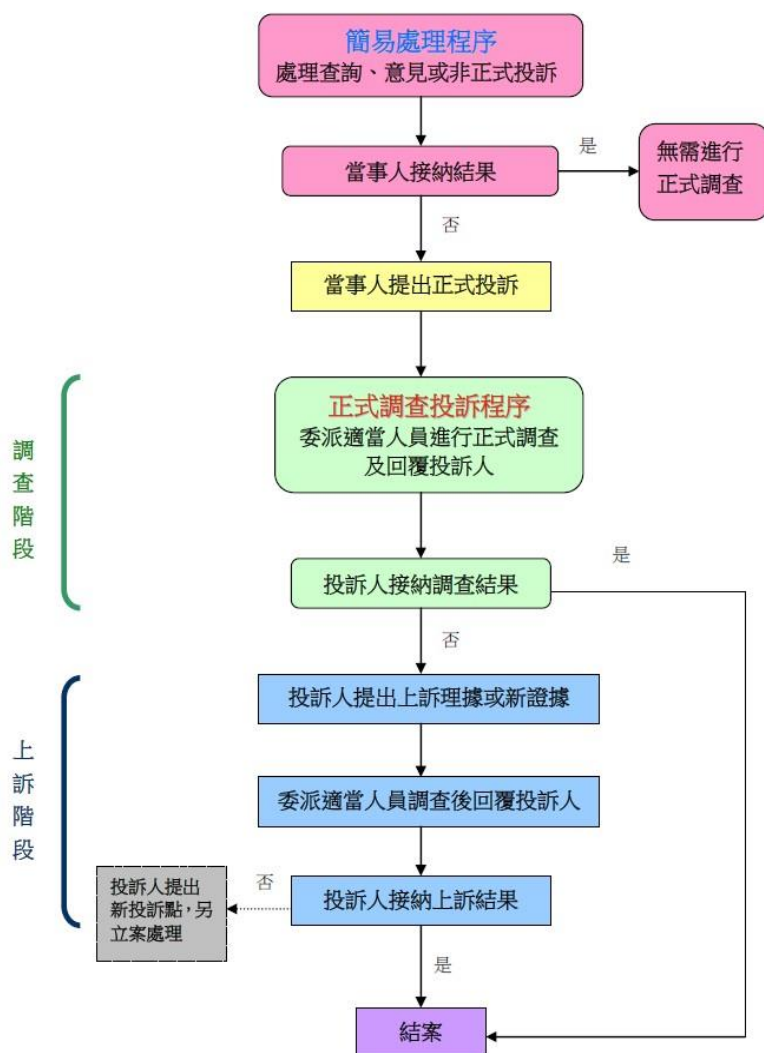 簡易處理程序
處理查詢、意見或非正式投訴
是
無需進行
正式調查
當事人接納結果
否
當事人提出正式投訴
調
查
階
段
正式調查投訴程序
委派適當人員進行正式調查
及回覆投訴人
是
投訴人接納調查結果
否
上
訴
階
段
投訴人提出上訴理據或新證據
委派適當人員調查後回覆投訴人
投訴人提出
新投訴點，另
立案處理
否
投訴人接納上訴結果
是
結案